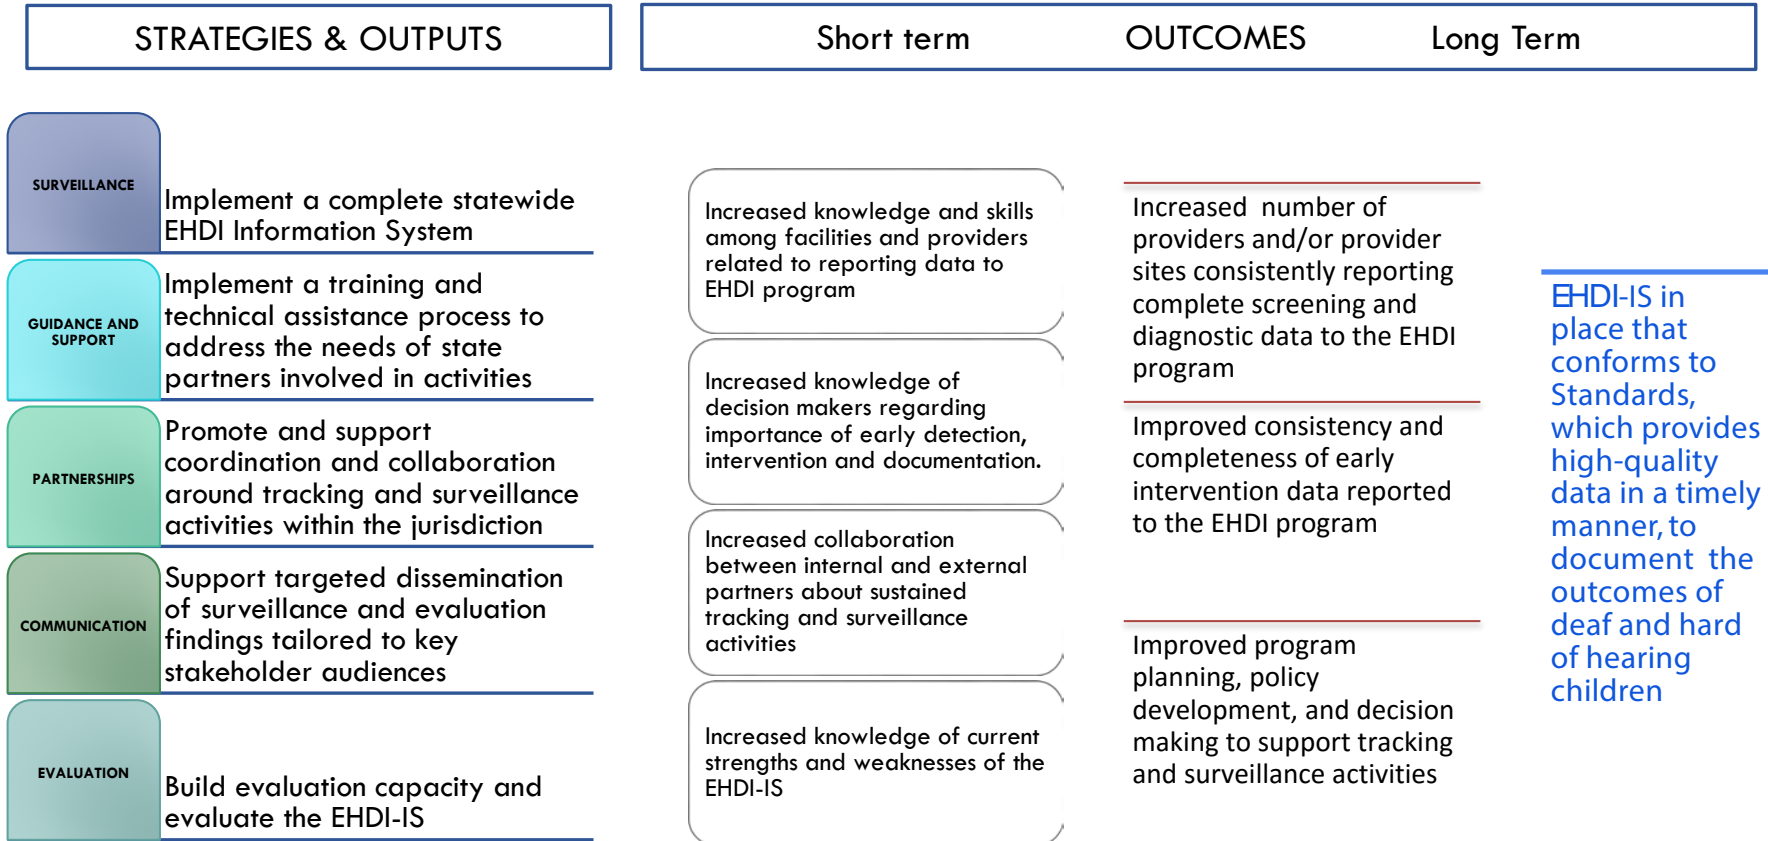 STRATEGIES & OUTPUTS
Short term
OUTCOMES
Long Term
SURVEILLANCE
Implement a complete statewide
EHDI Information System
GUIDANCE AND
SUPPORT
Implement a training and
technical assistance process to
address the needs of state
partners involved in activities
PARTNERSHIPS
Promote and support
coordination and collaboration
around tracking and surveillance
activities within the jurisdiction
COMMUNICATION
Support targeted dissemination
of surveillance and evaluation
findings tailored to key
stakeholder audiences
EVALUATION
Build evaluation capacity and
evaluate the EHDI-IS
Increased knowledge and skills
among facilities and providers
related to reporting data to
EHDI program
Increased knowledge of
decision makers regarding
importance of early detection,
intervention and documentation.
Increased collaboration
between internal and external
partners about sustained
tracking and surveillance
activities
Increased knowledge of current
strengths and weaknesses of the
EHDI-IS
Increased number of
providers and/or provider
sites consistently reporting
complete screening and
diagnostic data to the EHDI
program
Improved consistency and
completeness of early
intervention data reported
to the EHDI program
Improved program
planning, policy
development, and decision
making to support tracking
and surveillance activities
EHDI-IS in
place that
conforms to
Standards,
which provides
high-quality
data in a timely
manner, to
document the
outcomes of
deaf and hard
of hearing
children